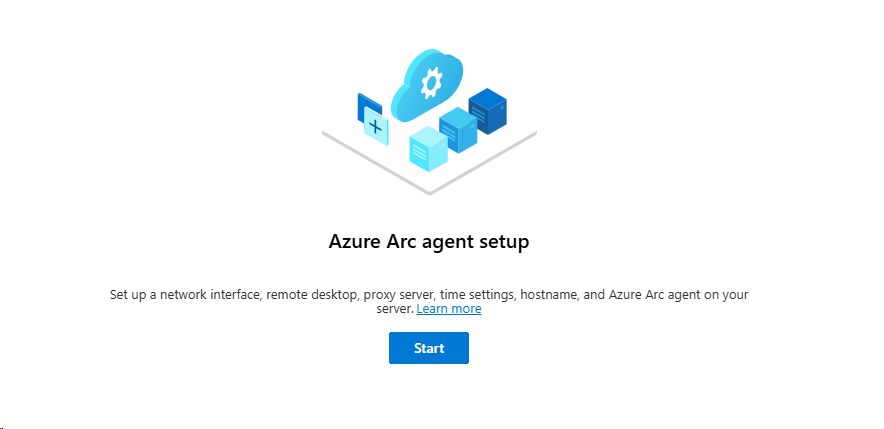 Azure Arc agent setup
Set up a network interface, remote desktop, proxy server, time settings, hostname, and Azure Arc agent on your
server. Learn more
Start